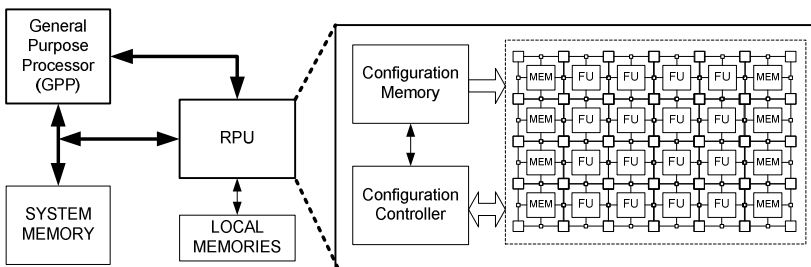 General
Purpose
Processor
(GPP)
RPU
SYSTEM
MEMORY
LOCAL
MEMORIES
Configuration
Memory
Configuration
Controller
MEM FU FU FU FU MEM
MEM FU FU FU FU MEM
MEM FU FU FU FU MEM
MEM FU FU FU FU MEM